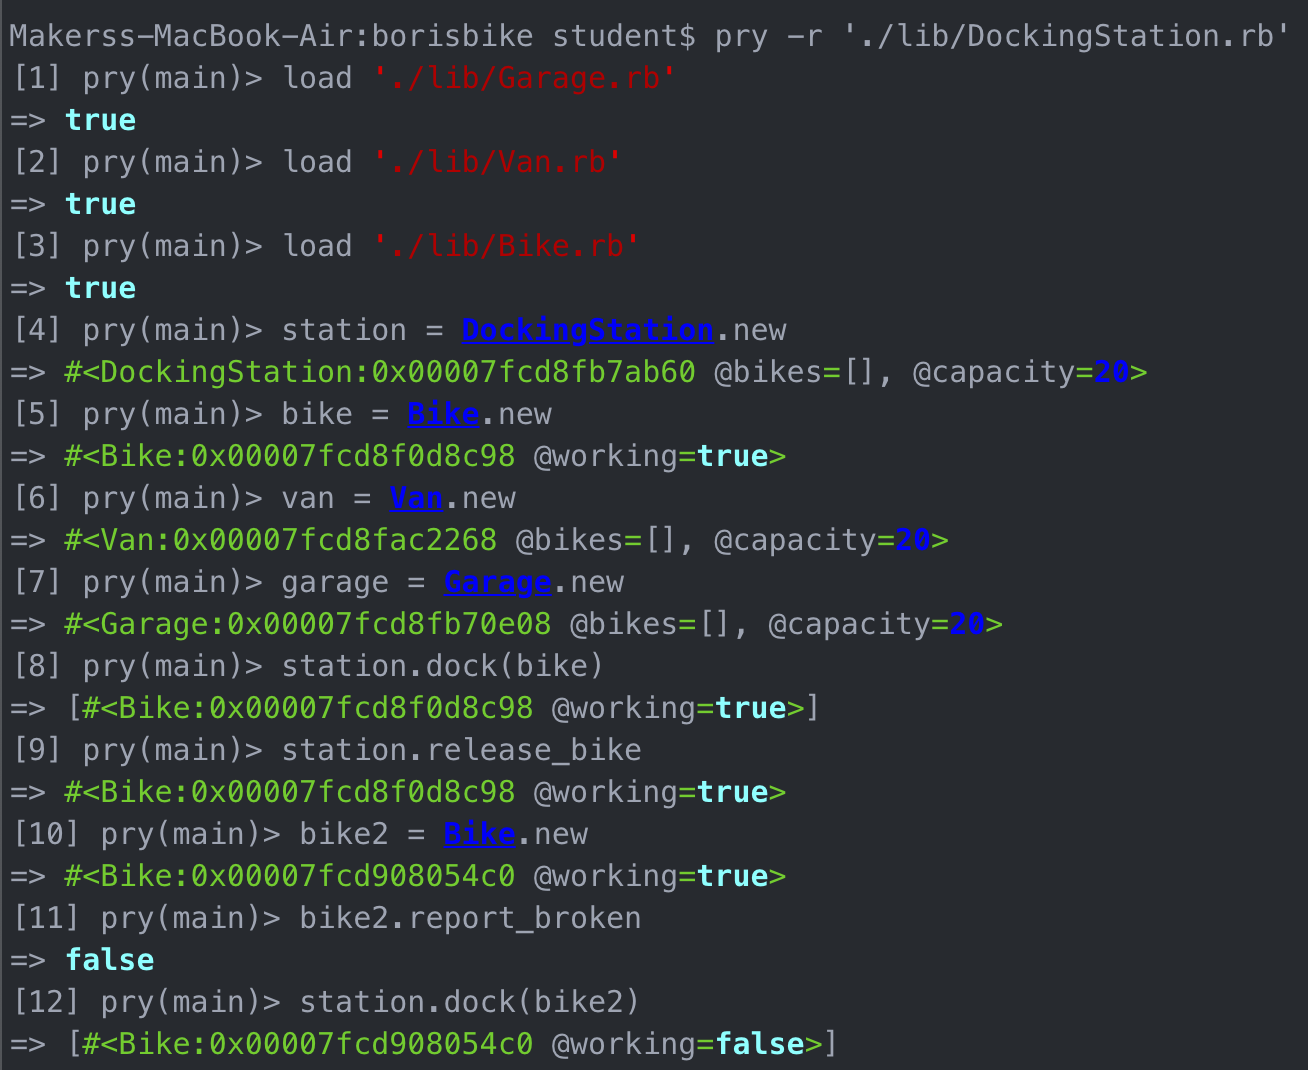 Makerss-MacBook-Air:borisbike student$ pry -r './lib/DockingStation.rb'
[1] pry(main)> load './lib/Garage.rb'
=> true
[2] pry(main)> load './lib/Van.rb'
=> true
[3] pry(main)> load './lib/Bike.rb'
=> true
[4] pry(main)> station = DockingStation.new
=> #<DockingStation:0x00007fcd8fb7ab60 @bikes=[], @capacity=20>
[5] pry(main)> bike = Bike.new
=> #<Bike:0x00007fcd8f0d8c98 @working=true>
[6] pry(main)> van = Van.new
=> #<Van:0x00007fcd8fac2268 @bikes=[], @capacity=20>
[7] pry(main)> garage = Garage.new
=> #<Garage:0x00007fcd8fb70e08 @bikes=[], @capacity=20>
[8] pry(main)> station.dock(bike)
=> [#<Bike:0x00007fcd8f0d8c98 @working=true>]
[9] pry(main)> station.release_bike
=> #<Bike:0x00007fcd8f0d8c98 @working=true>
[10] pry(main)> bike2 = Bike.new
=> #<Bike:0x00007fcd908054c0 @working=true>
[11] pry(main)> bike2.report_broken
=> false
[12] pry(main)> station.dock(bike2)
=> [#<Bike:0x00007fcd908054c0 @working=false>]